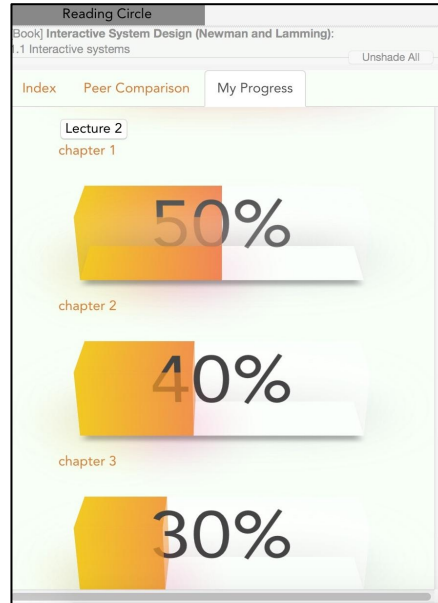 Reading Circle
Book] Interactive System Design (Newman and Lamming):
.1 Interactive systems
Unshade All
Index Peer Comparison My Progress
Lecture 2
chapter 1
50%
chapter 2
40%
chapter 3
30%